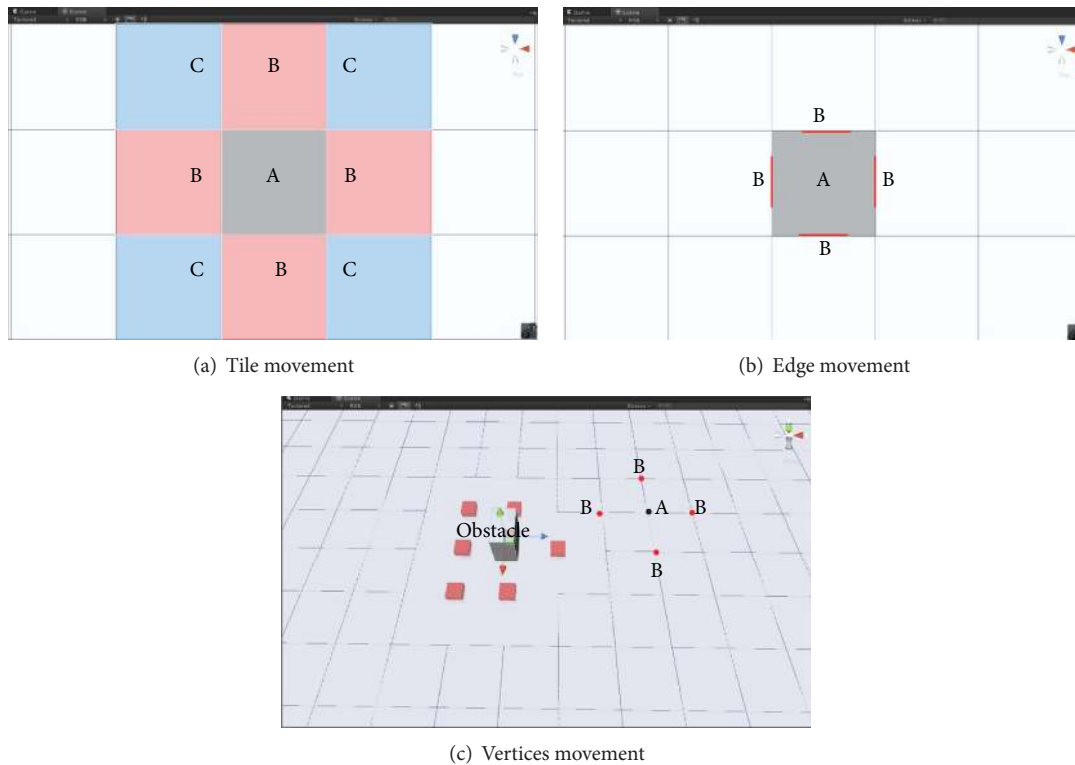 C B C
B A B
C B C
(a) Tile movement
B
B A B
B
(b) Edge movement
B
B A B
Obstacle
B
(c) Vertices movement